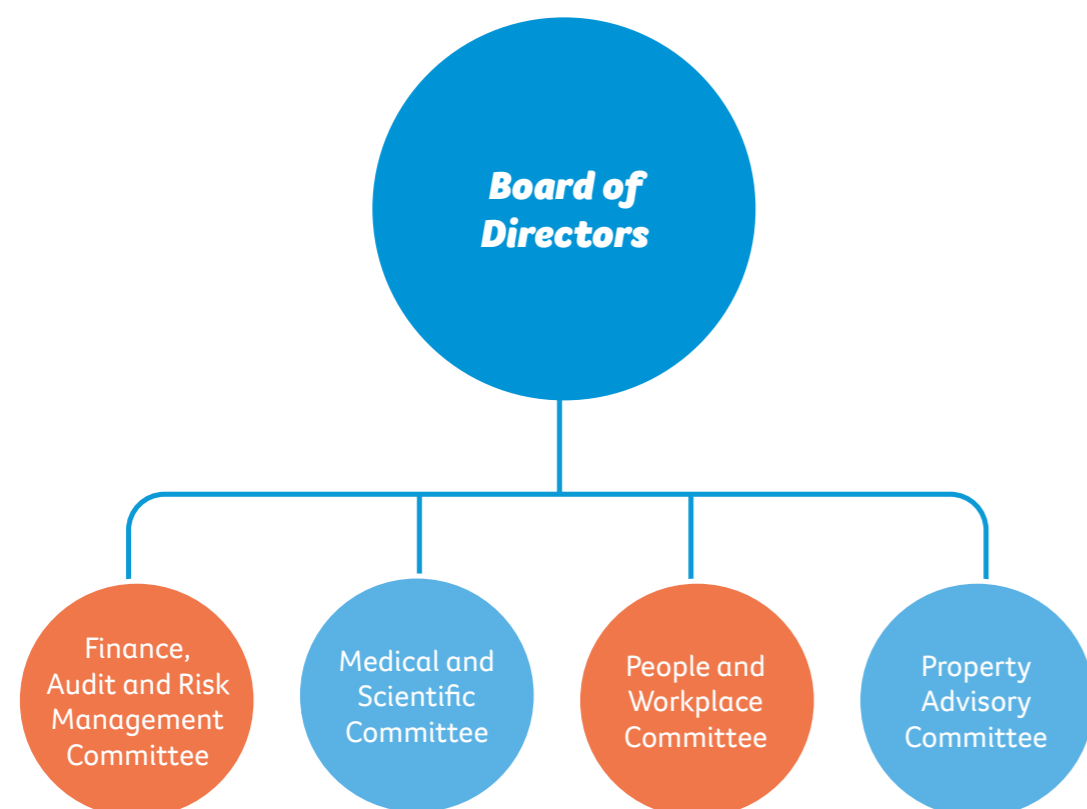 Board of
Directors
Finance,
Audit and Risk
Management
Committee
Medical and
Scientific
Committee
People and
Workplace
Committee
Property
Advisory
Committee